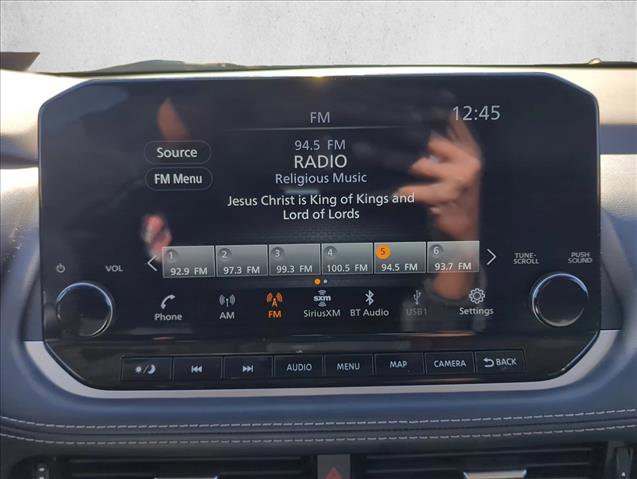 FM
12:45
Source
94.5 FM
RADIO
FM Menu
Religious Music
Jesus Christ is King of Kings and
Lord of Lords
1 2 3 4 5 6
92.9 FM 97.3 FM 99.3 FM 100.5 FM 94.5 FM 93.7 FM
VOL
TUNE·
SCROLL
PUSH
SOUND
Phone AM FM SiriusXM BT Audio USB1 Settings
sxm
AUDIO MENU MAP CAMERA BACK